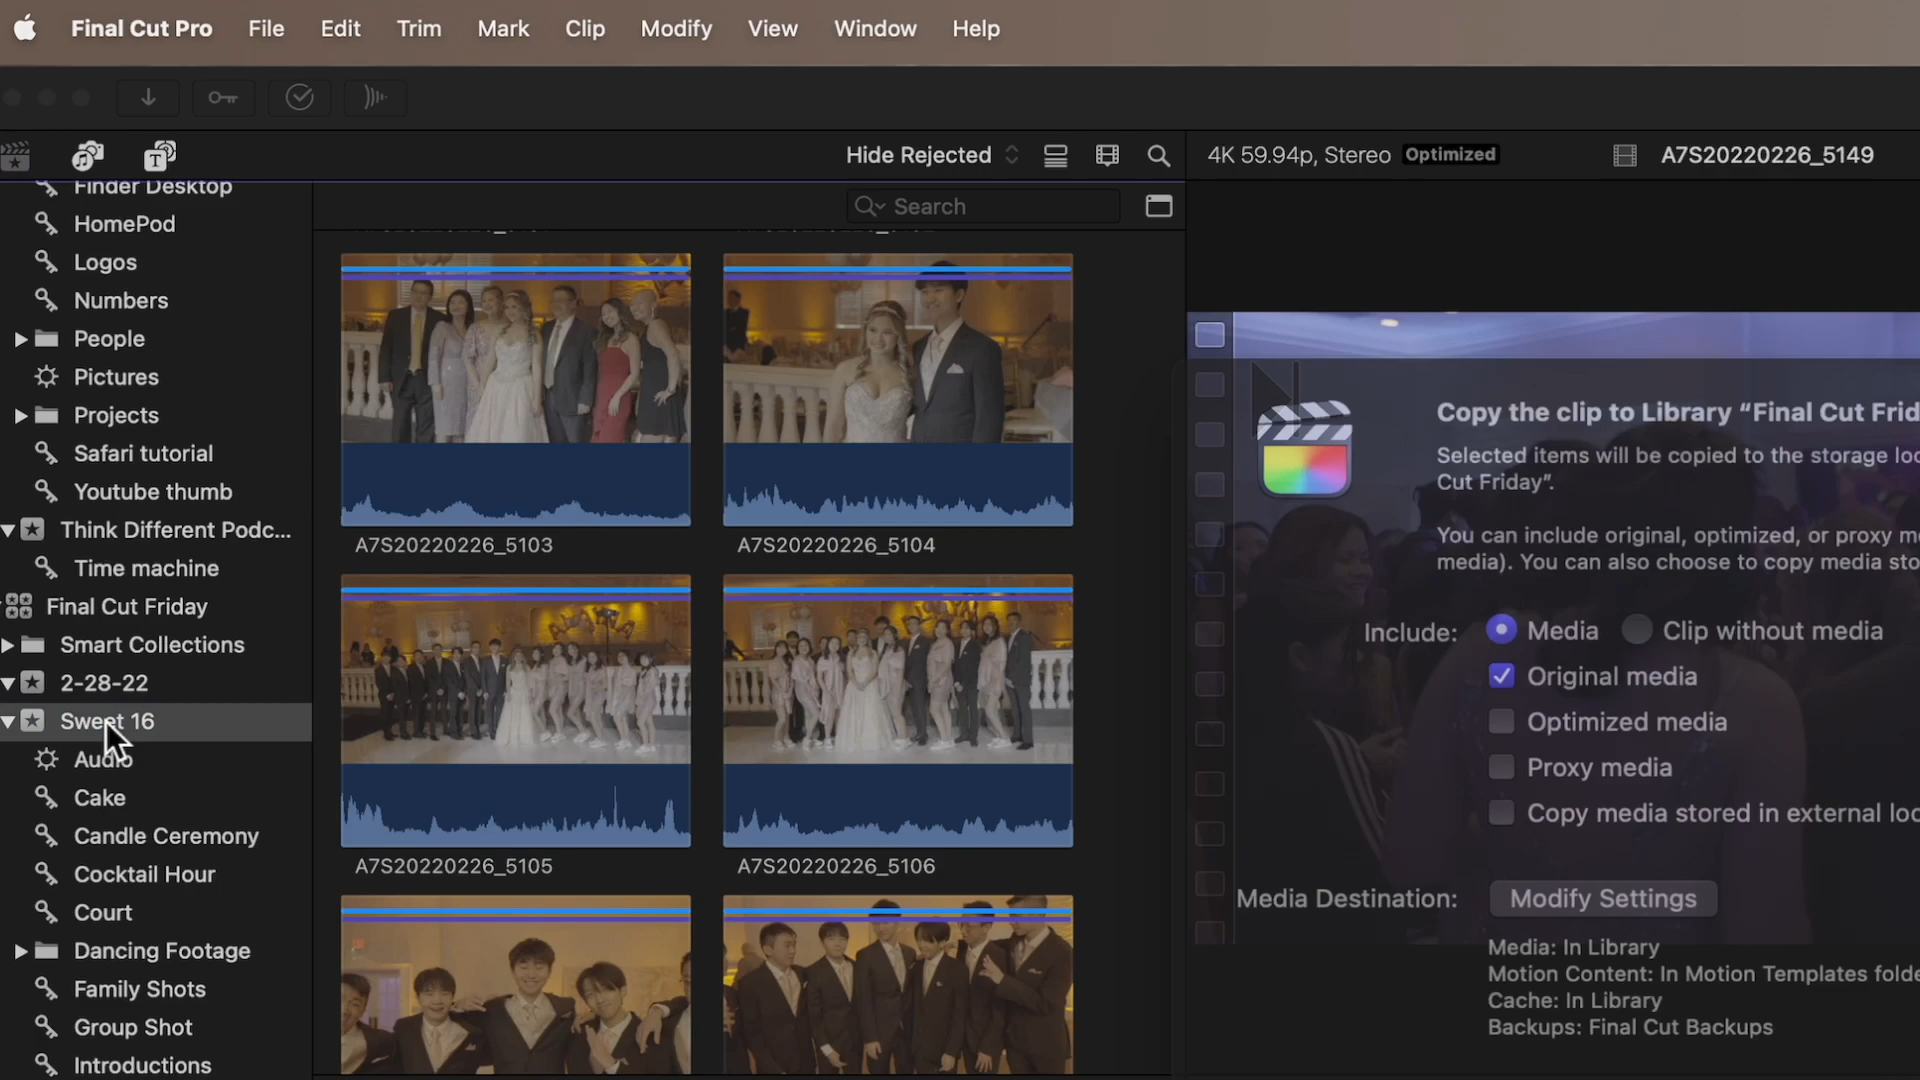 Final Cut Pro File Edit Trim Mark Clip Modify View Window Help
Hide Rejected
4K 59.94p, Stereo Optimized
A7S20220226_5149
Search
Finder Desktop
HomePod
Logos
Numbers
People
Pictures
Projects
Safari tutorial
Youtube thumb
Think Different Podc...
Time machine
Final Cut Friday
Smart Collections
2-28-22
Sweet 16
Audio
Cake
Candle Ceremony
Cocktail Hour
Court
Dancing Footage
Family Shots
Group Shot
Introductions
A7S20220226_5103
A7S20220226_5104
A7S20220226_5105
A7S20220226_5106
Copy the clip to Library “Final Cut Frid
Selected items will be copied to the storage loc
Cut Friday”.
You can include original, optimized, or proxy me
media). You can also choose to copy media sto
Include: Media Clip without media
Original media
Optimized media
Proxy media
Copy media stored in external loc
Media Destination: Modify Settings
Media: In Library
Motion Content: In Motion Templates folde
Cache: In Library
Backups: Final Cut Backups